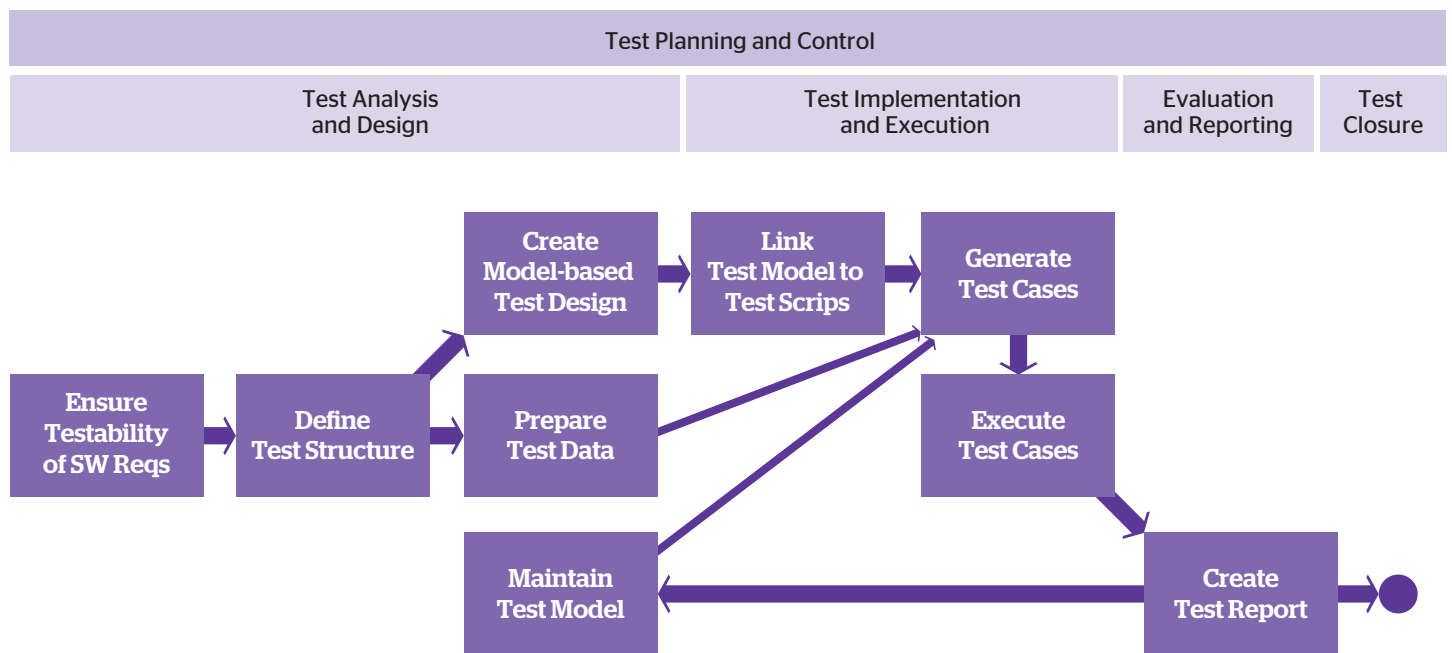 Test Planning and Control
Test Analysis
and Design
Test Implementation
and Execution
Evaluation
and Reporting
Test
Closure
Create
Model-based
Test Design
Link
Test Model to
Test Scrips
Generate
Test Cases
Ensure
Testability
of SW Reqs
Define
Test Structure
Prepare
Test Data
Execute
Test Cases
Maintain
Test Model
Create
Test Report